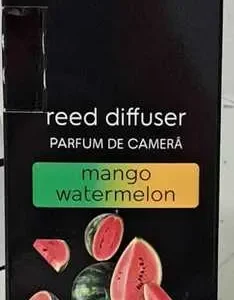 reed diffuser
PARFUM DE CAMERĂ
mango
watermelon